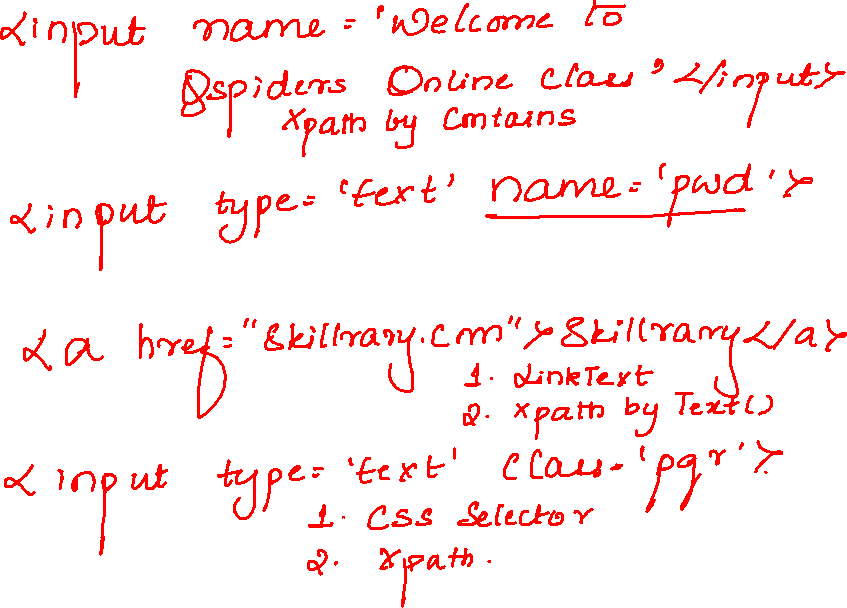 <input name = 'Welcome to
Qspiders Online class' </input>
Xpath by Contains
<input type = 'text' name = 'pwd'>
<a href = "Skillrary.com"> Skillrary </a>
1. LinkText
2. xpath by Text()
<input type = 'text' class = 'pqr'>
1. CSS Selector
2. xpath.